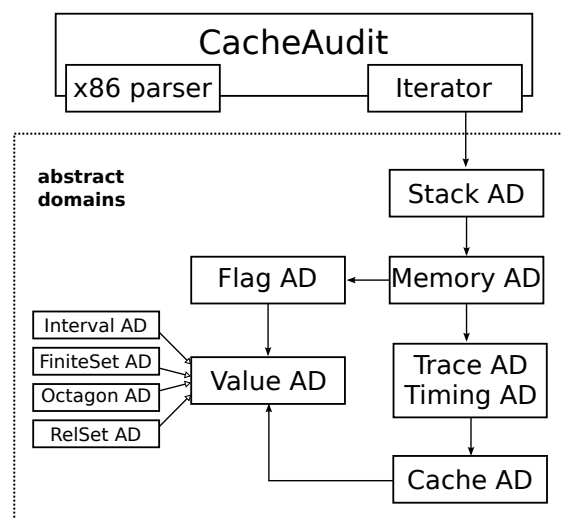 CacheAudit
x86 parser
Iterator
abstract
domains
Stack AD
Flag AD
Memory AD
Interval AD
FiniteSet AD
Octagon AD
RelSet AD
Value AD
Trace AD
Timing AD
Cache AD